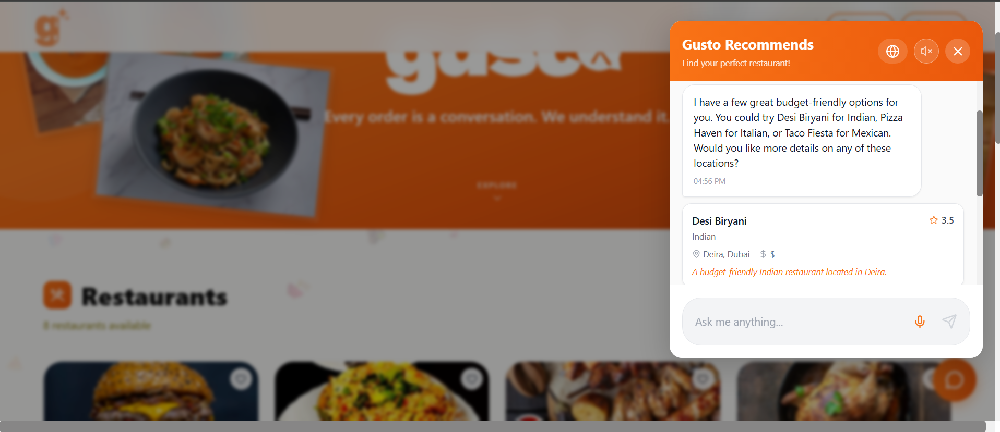 g
gusto
Every order is a conversation. We understand it.
EXPLORE
Restaurants
8 restaurants available
Gusto Recommends
Find your perfect restaurant!
I have a few great budget-friendly options for
you. You could try Desi Biryani for Indian, Pizza
Haven for Italian, or Taco Fiesta for Mexican.
Would you like more details on any of these
locations?
04:56 PM
Desi Biryani
3.5
Indian
Deira, Dubai
$ $
A budget-friendly Indian restaurant located in Deira.
Ask me anything...